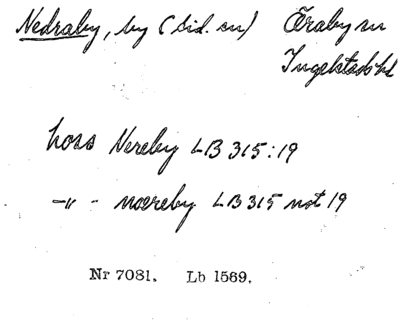 Nedraby, by (bid. sn) Öraby sn
Ingelstads hd
hoss Nereby LB 315:19
-"- noereby LB 315 not 19
Nr 7081. Lb 1569.